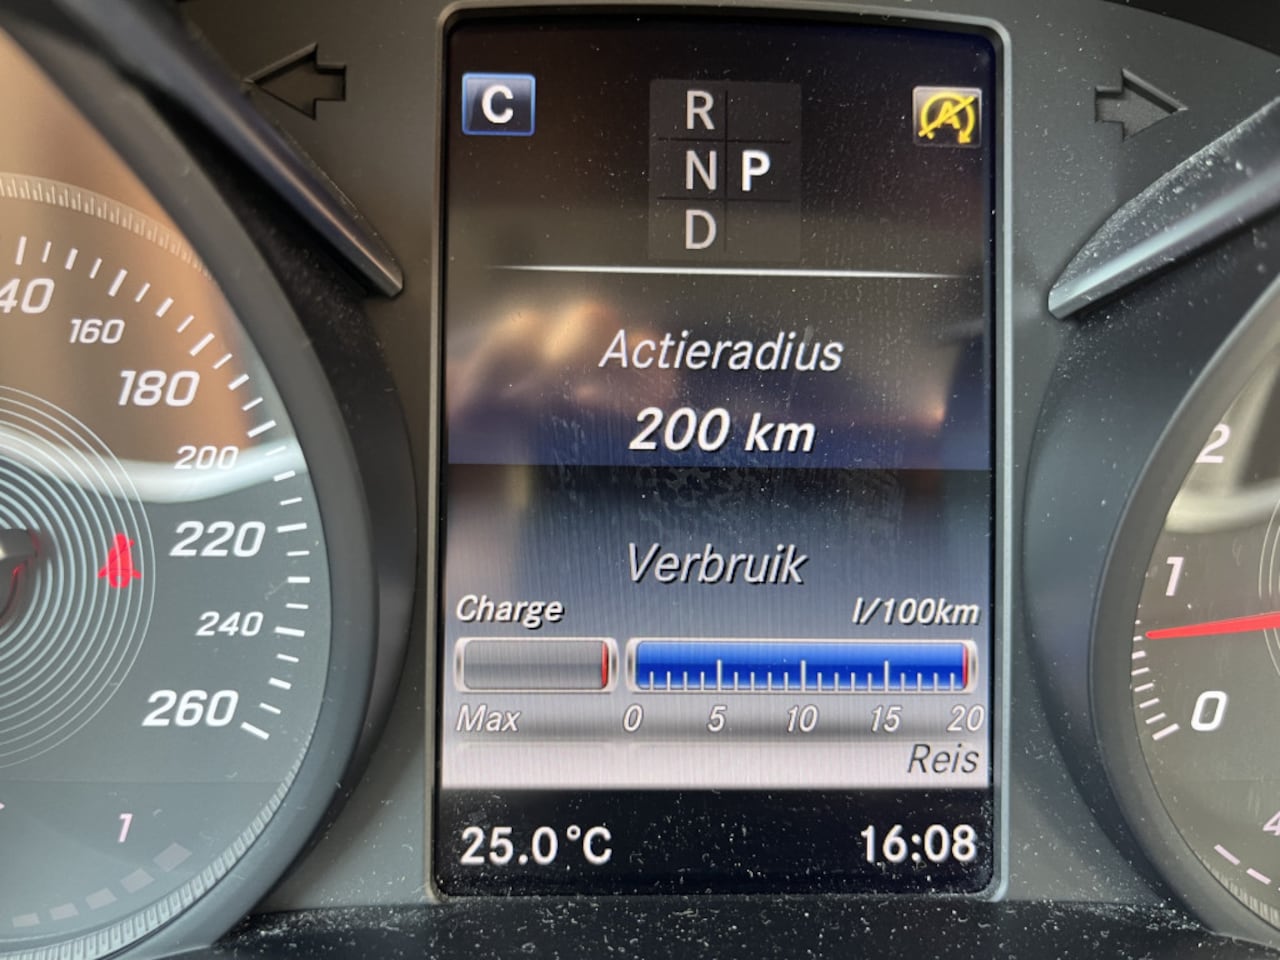 C
R
N P
D
A
Actieradius
200 km
Verbruik
Charge l/100km
Max 0 5 10 15 20
Reis
25.0°C 16:08
160
180
200
220
240
260
1
2
1
0